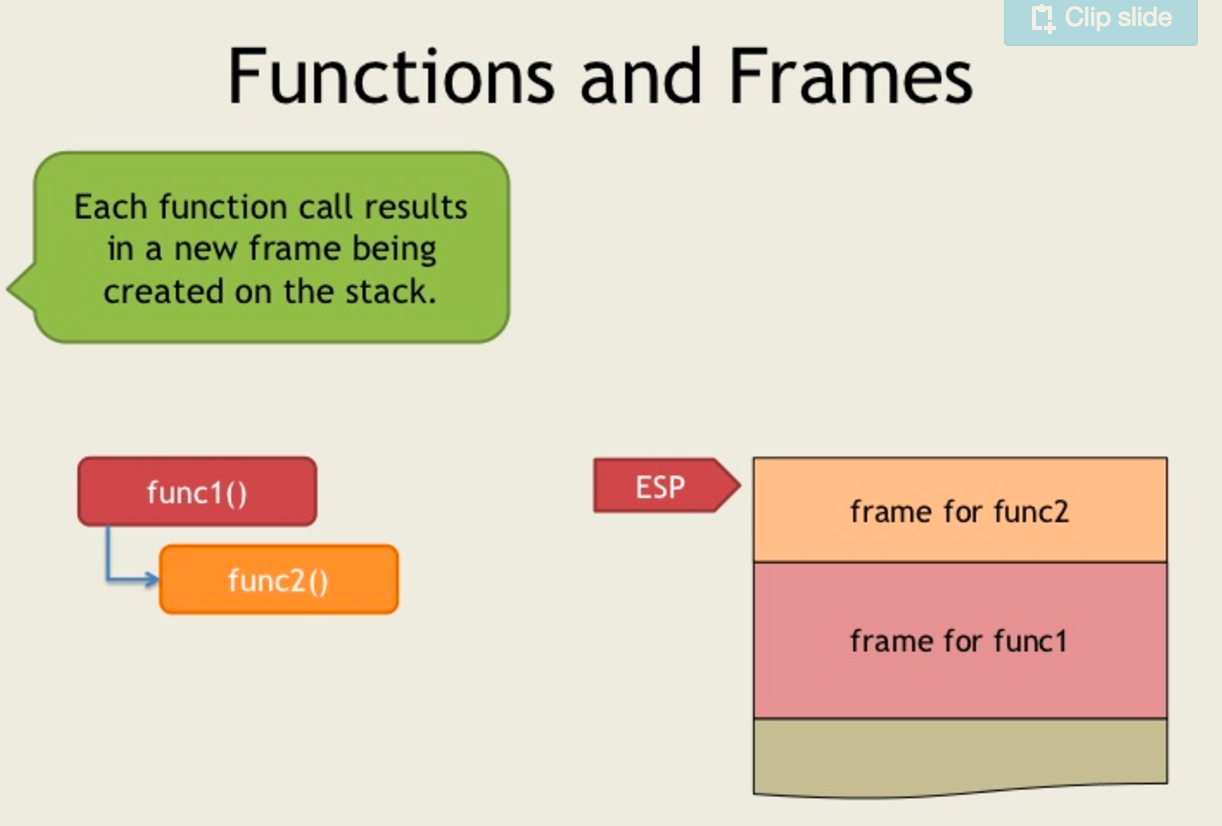 Clip slide
Functions and Frames
Each function call results
in a new frame being
created on the stack.
func1()
func2()
ESP
frame for func2
frame for func1